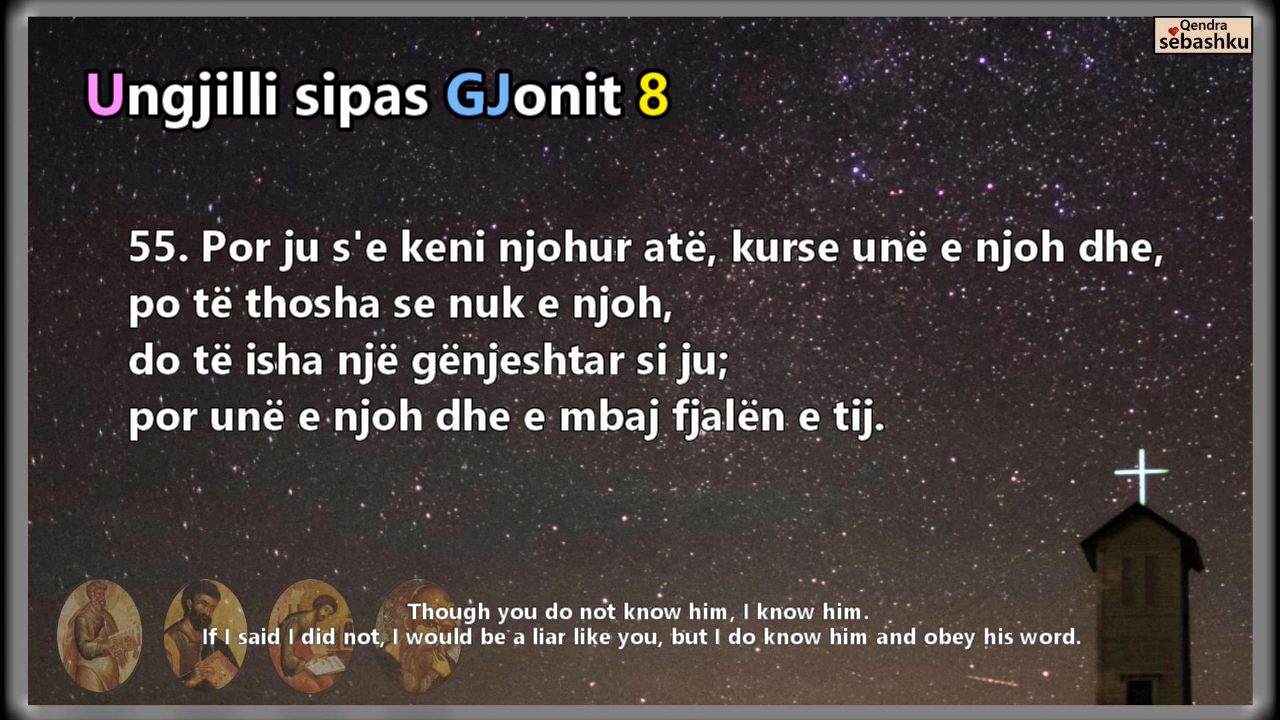 Qendra
sebashku
Ungjilli sipas GJonit 8
55. Por ju s'e keni njohur atë, kurse unë e njoh dhe,
po të thosha se nuk e njoh,
do të isha një gënjeshtar si ju;
por unë e njoh dhe e mbaj fjalën e tij.
Though you do not know him, I know him.
If I said I did not, I would be a liar like you, but I do know him and obey his word.